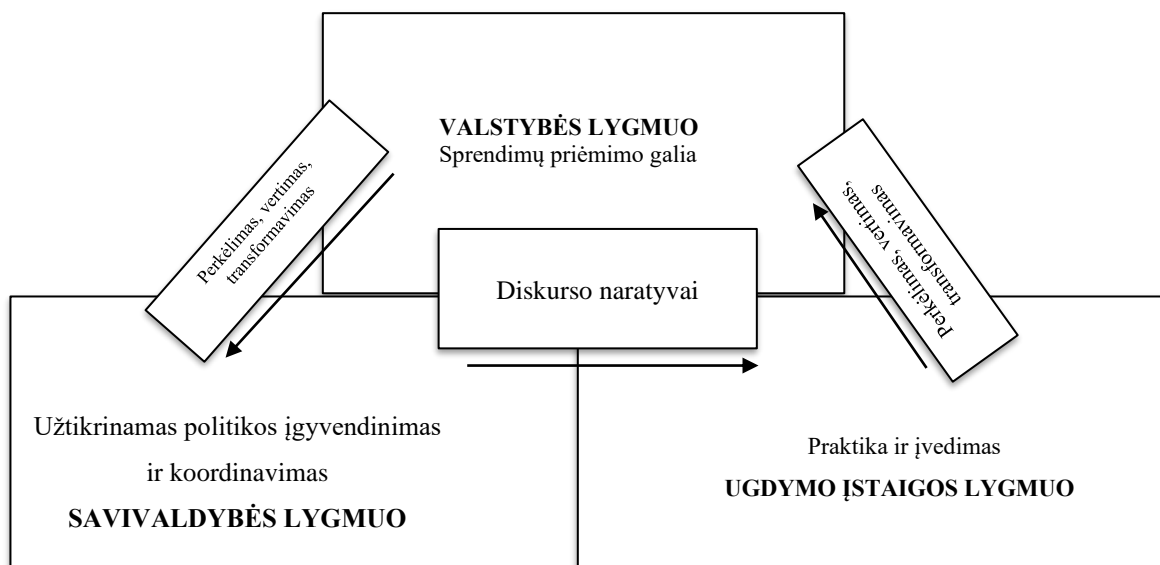 VALSTYBĖS LYGMUO
Sprendimų priėmimo galia
Perkėlimas, vertimas,
transformavimas
Perkėlimas, vertimas,
transformavimas
Diskurso naratyvai
Užtikrinamas politikos įgyvendinimas
ir koordinavimas
SAVIVALDYBĖS LYGMUO
Praktika ir įvedimas
UGDYMO ĮSTAIGOS LYGMUO